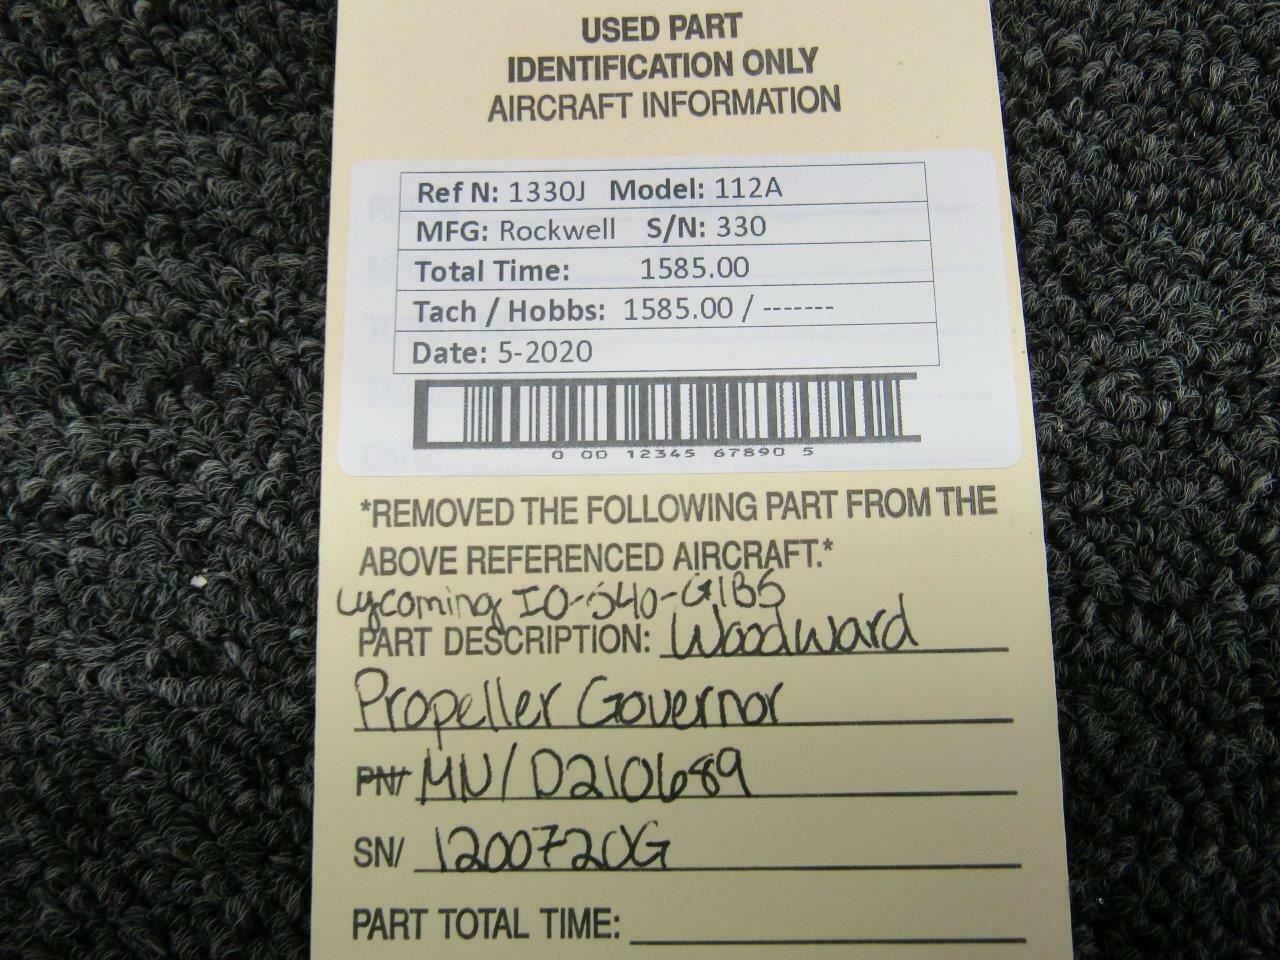 USED PART
IDENTIFICATION ONLY
AIRCRAFT INFORMATION
Ref N: 1330J Model: 112A
MFG: Rockwell S/N: 330
Total Time: 1585.00
Tach / Hobbs: 1585.00 / -------
Date: 5-2020
0 00 12345 67890 5
*REMOVED THE FOLLOWING PART FROM THE
ABOVE REFERENCED AIRCRAFT.*
Lycoming IO-540-G1B5
PART DESCRIPTION: Woodward
Propeller Governor
PN/ MN/D210689
SN/ 1200720G
PART TOTAL TIME: